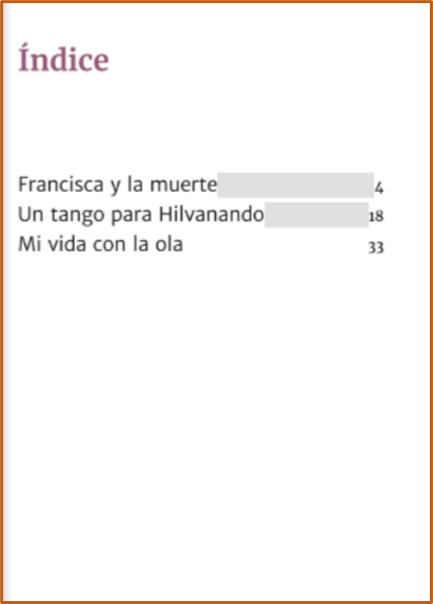 Índice
Francisca y la muerte 4
Un tango para Hilvanando 18
Mi vida con la ola 33